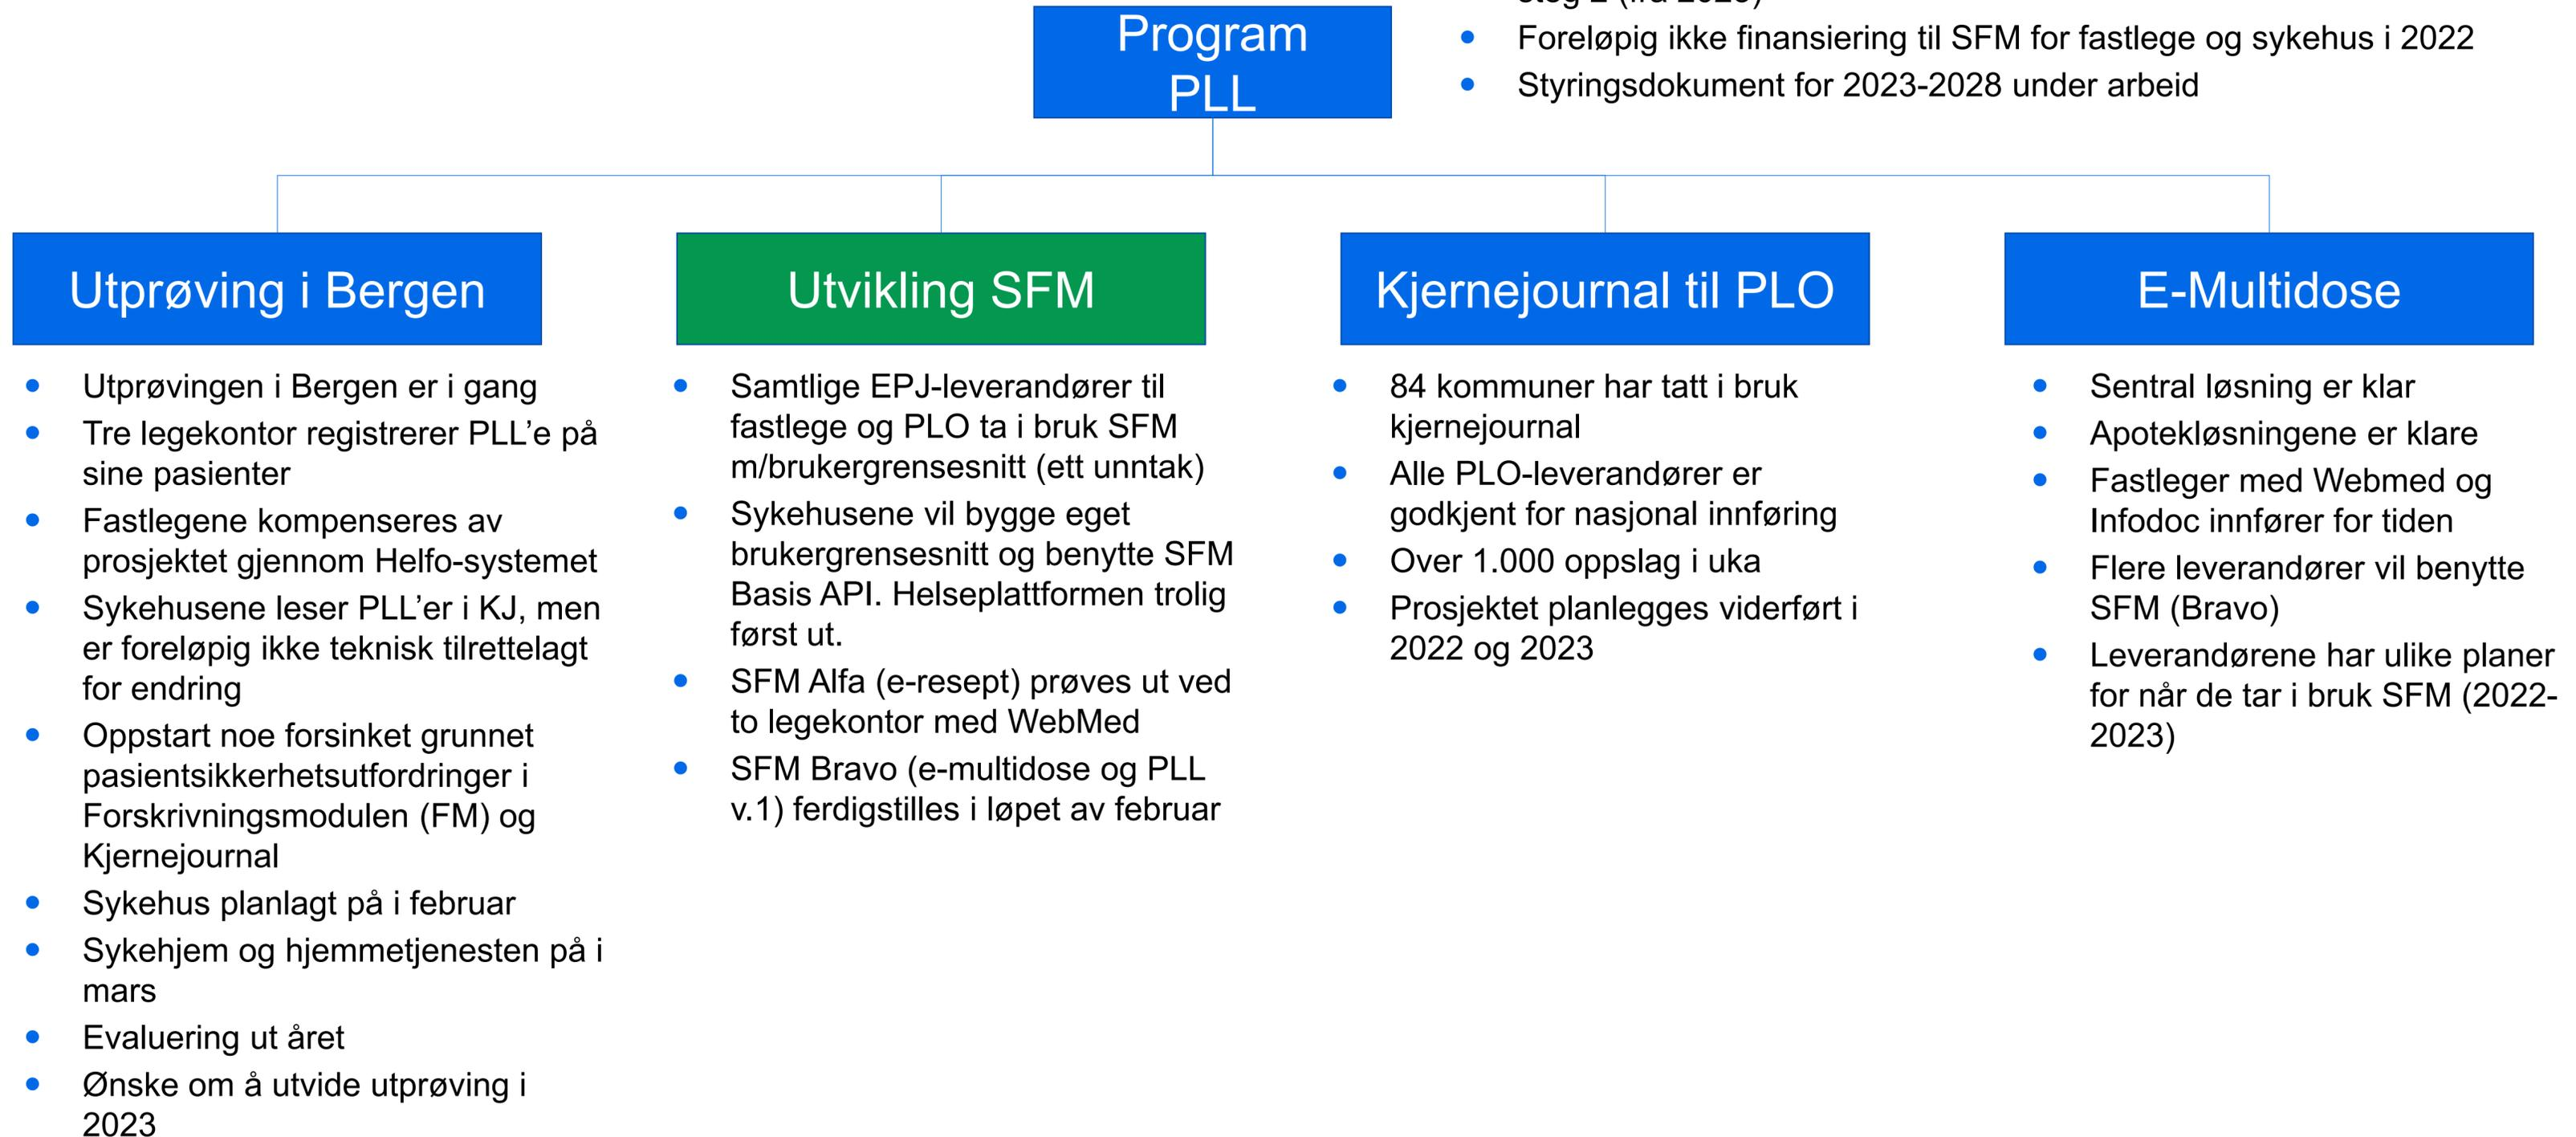 Program
PLL
Foreløpig ikke finansiering til SFM for fastlege og sykehus i 2022
Styringsdokument for 2023-2028 under arbeid
Utprøving i Bergen
Utprøvingen i Bergen er i gang
Tre legekontor registrerer PLL’e på
sine pasienter
Fastlegene kompenseres av
prosjektet gjennom Helfo-systemet
Sykehusene leser PLL’er i KJ, men
er foreløpig ikke teknisk tilrettelagt
for endring
Oppstart noe forsinket grunnet
pasientsikkerhetsutfordringer i
Forskrivningsmodulen (FM) og
Kjernejournal
Sykehus planlagt på i februar
Sykehjem og hjemmetjenesten på i
mars
Evaluering ut året
Ønske om å utvide utprøving i
2023
Utvikling SFM
Samtlige EPJ-leverandører til
fastlege og PLO ta i bruk SFM
m/brukergrensesnitt (ett unntak)
Sykehusene vil bygge eget
brukergrensesnitt og benytte SFM
Basis API. Helseplattformen trolig
først ut.
SFM Alfa (e-resept) prøves ut ved
to legekontor med WebMed
SFM Bravo (e-multidose og PLL
v.1) ferdigstilles i løpet av februar
Kjernejournal til PLO
84 kommuner har tatt i bruk
kjernejournal
Alle PLO-leverandører er
godkjent for nasjonal innføring
Over 1.000 oppslag i uka
Prosjektet planlegges viderført i
2022 og 2023
E-Multidose
Sentral løsning er klar
Apotekløsningene er klare
Fastleger med Webmed og
Infodoc innfører for tiden
Flere leverandører vil benytte
SFM (Bravo)
Leverandørene har ulike planer
for når de tar i bruk SFM (2022-
2023)